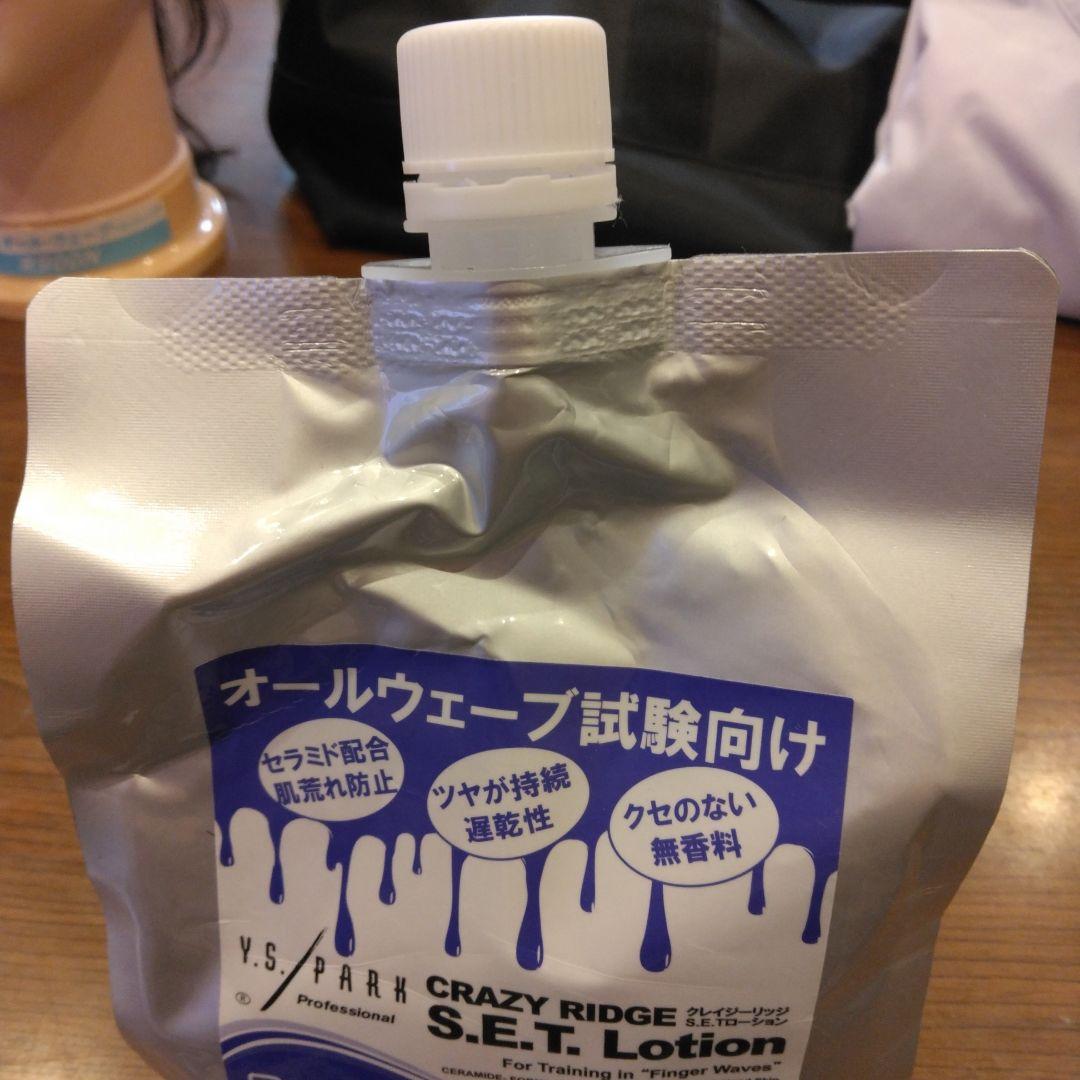 オールウェーブ試験向け
セラミド配合
肌荒れ防止
ツヤが持続
遅乾性
クセのない
無香料
Y.S./PARK
®
Professional
CRAZY RIDGE
クレイジーリッジ
S.E.T. Lotion
S.E.Tローション
For Training in "Finger Waves"